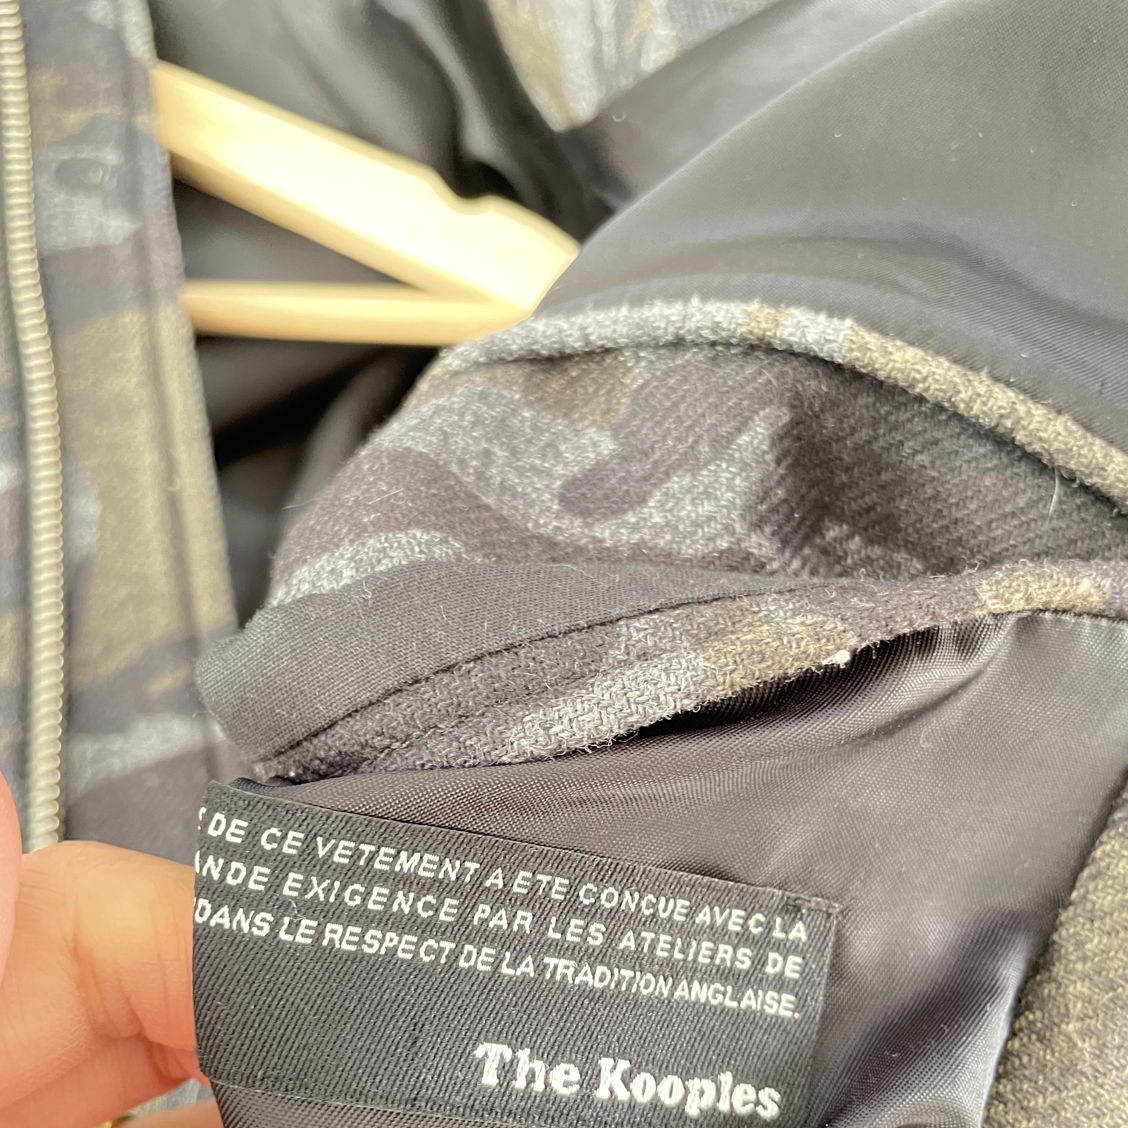 DE CE VETEMENT A ETE CONCUE AVEC LA
ANDE EXIGENCE PAR LES ATELIERS DE
DANS LE RESPECT DE LA TRADITION ANGLAISE.
The Kooples